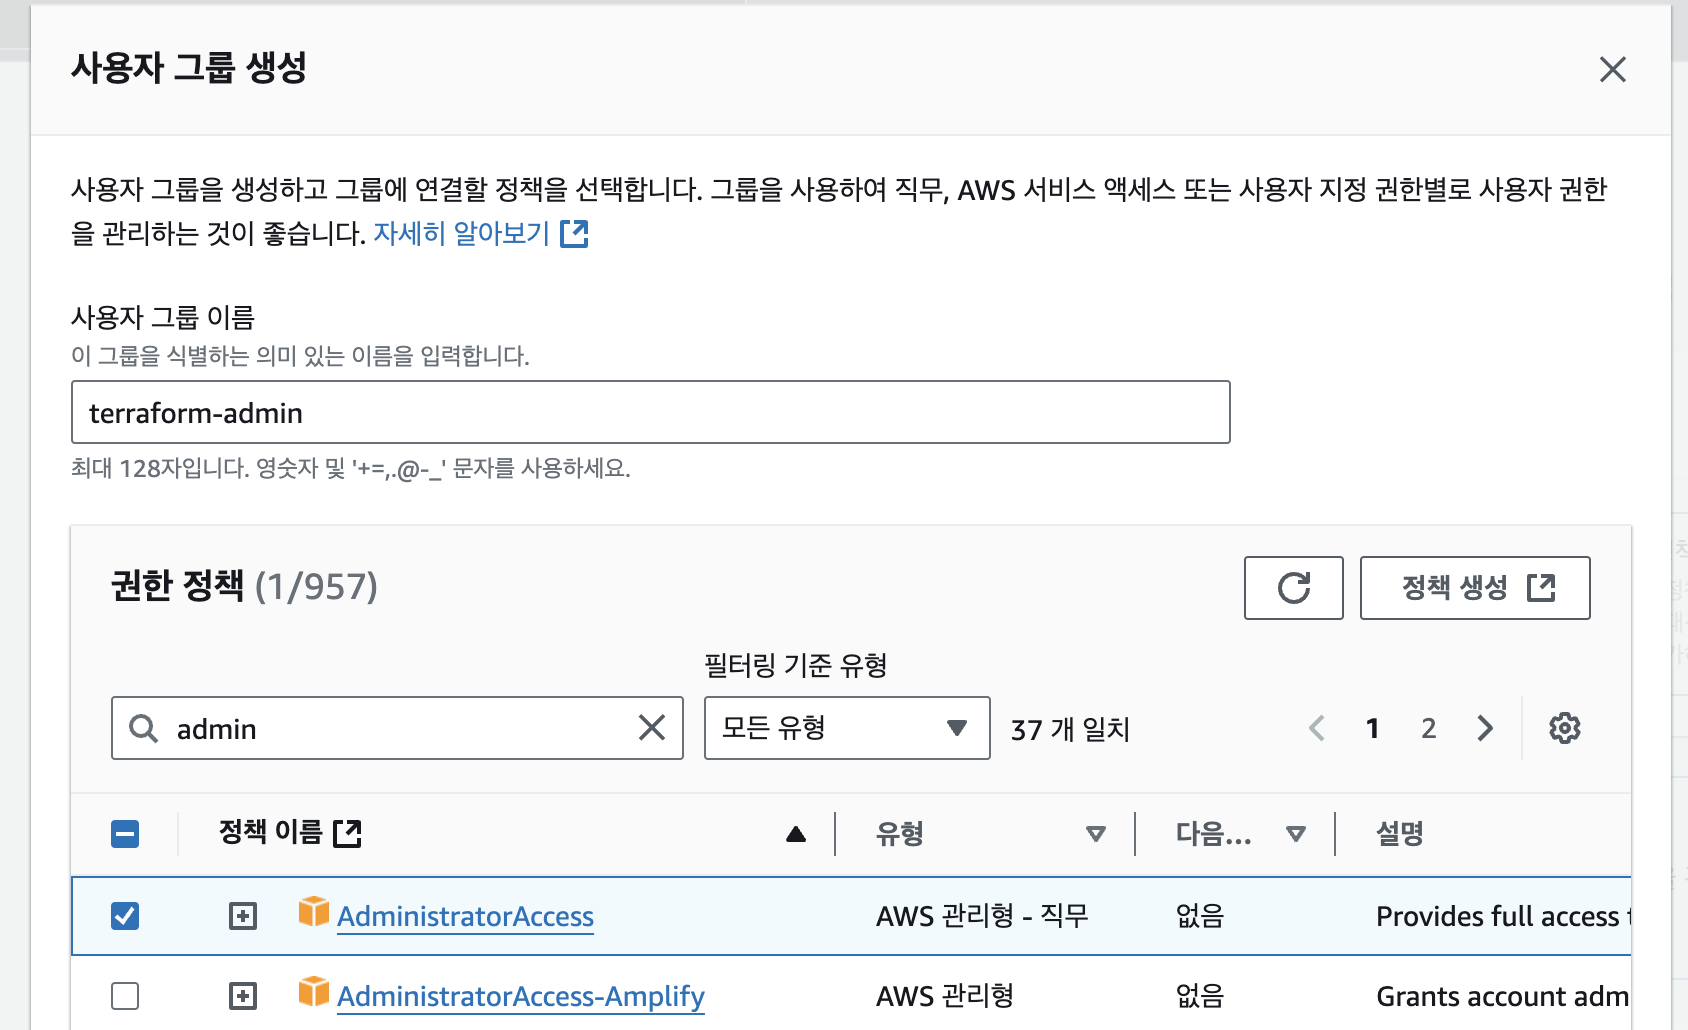 사용자 그룹 생성
사용자 그룹을 생성하고 그룹에 연결할 정책을 선택합니다. 그룹을 사용하여 직무, AWS 서비스 액세스 또는 사용자 지정 권한별로 사용자 권한
을 관리하는 것이 좋습니다. 자세히 알아보기
사용자 그룹 이름
이 그룹을 식별하는 의미 있는 이름을 입력합니다.
terraform-admin
최대 128자입니다. 영숫자 및 '+=,.@-_' 문자를 사용하세요.
권한 정책 (1/957)
정책 생성
필터링 기준 유형
admin
모든 유형
37 개 일치
1 2
정책 이름 유형 다음... 설명
AdministratorAccess AWS 관리형 - 직무 없음 Provides full access
AdministratorAccess-Amplify AWS 관리형 없음 Grants account adm